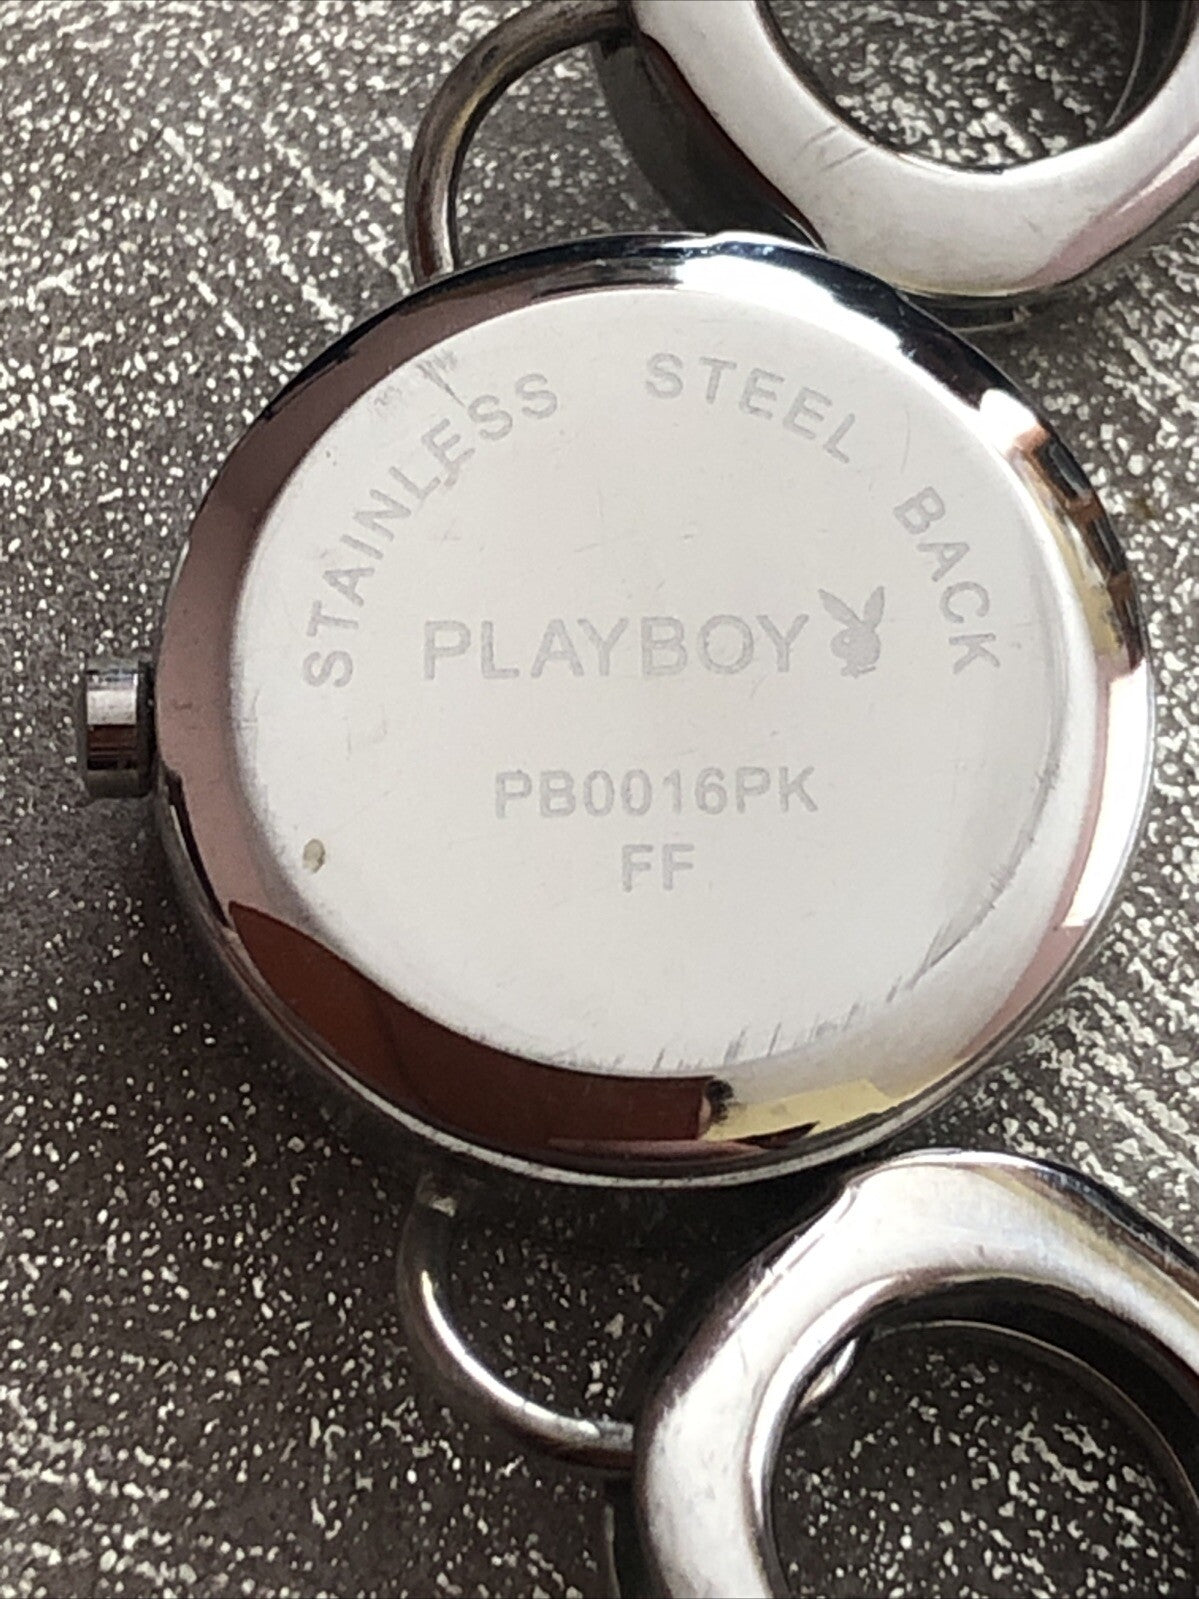 STAINLESS STEEL BACK
PLAYBOY
PB0016PK
FF